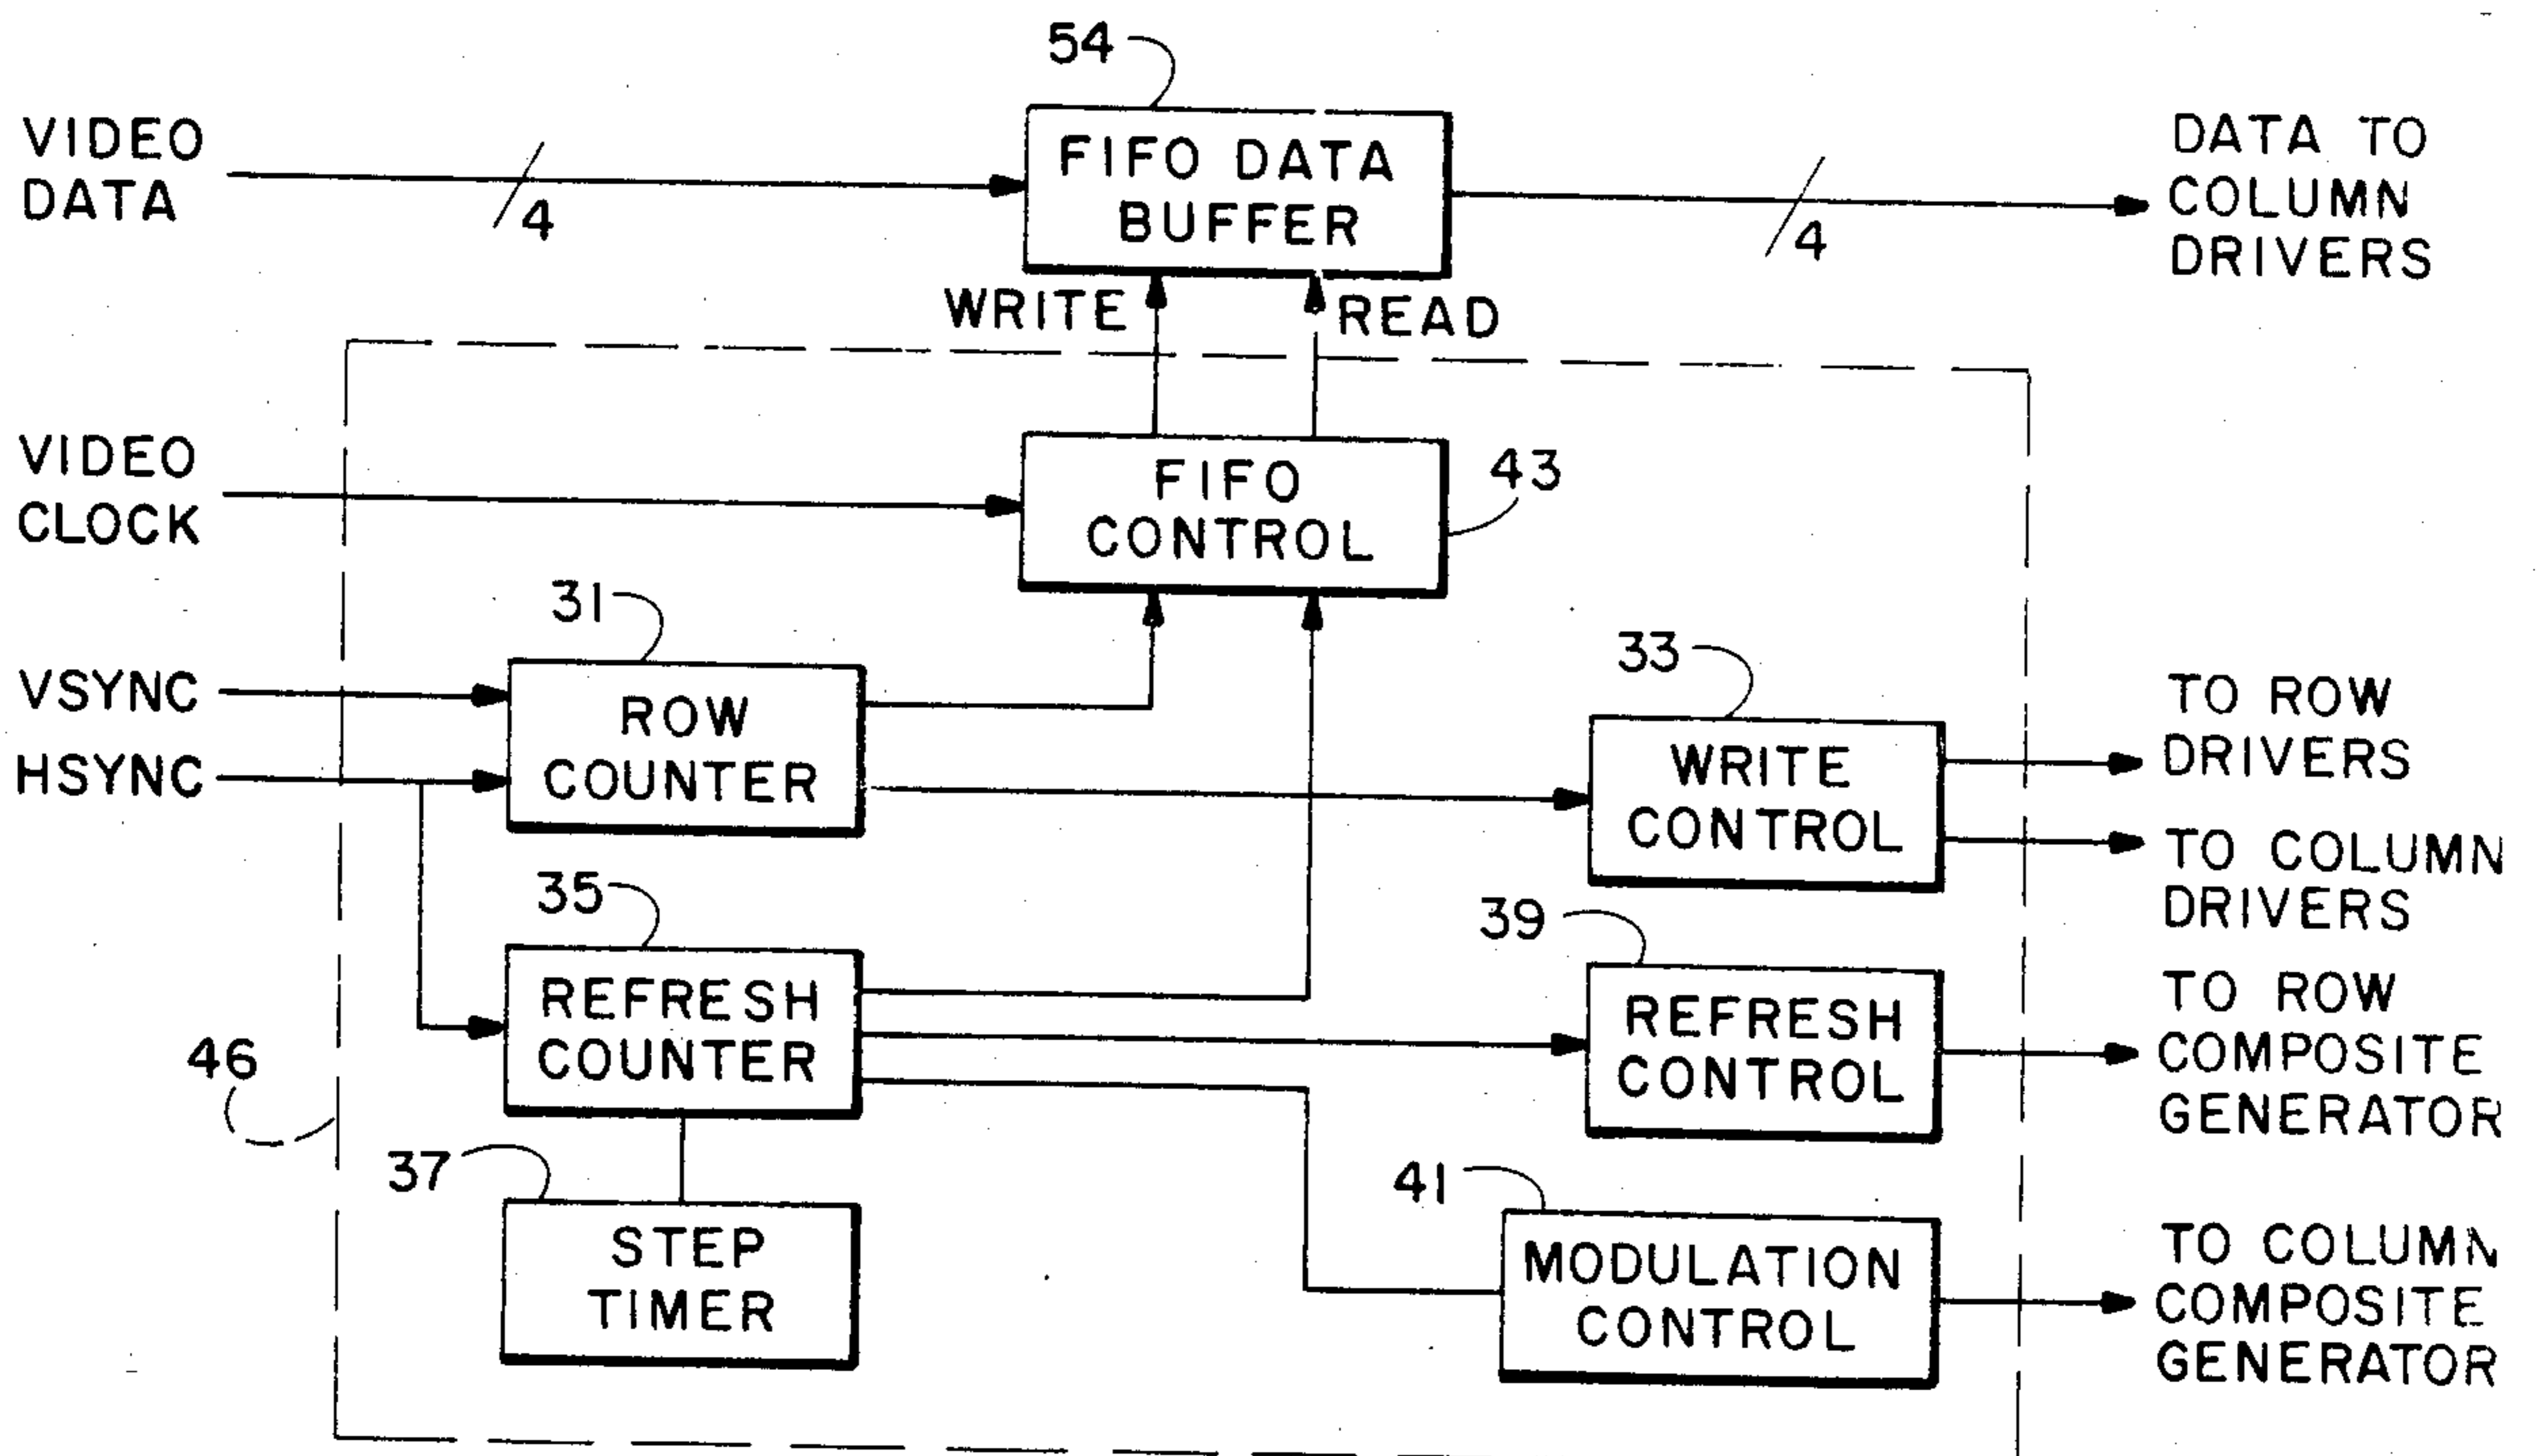 54
VIDEO
DATA
4
FIFO DATA
BUFFER
4
DATA TO
COLUMN
DRIVERS
WRITE
READ
VIDEO
CLOCK
FIFO
CONTROL
43
31
VSYNC
HSYNC
ROW
COUNTER
33
WRITE
CONTROL
TO ROW
DRIVERS
TO COLUMN
DRIVERS
35
REFRESH
COUNTER
39
REFRESH
CONTROL
TO ROW
COMPOSITE
GENERATOR
46
37
STEP
TIMER
41
MODULATION
CONTROL
TO COLUMN
COMPOSITE
GENERATOR